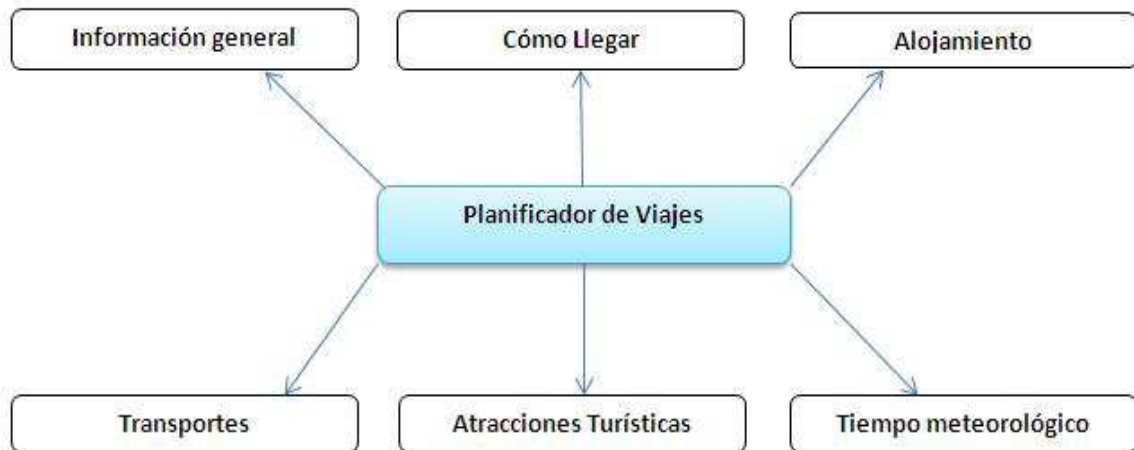 Información general
Cómo Llegar
Alojamiento
Planificador de Viajes
Transportes
Atracciones Turísticas
Tiempo meteorológico